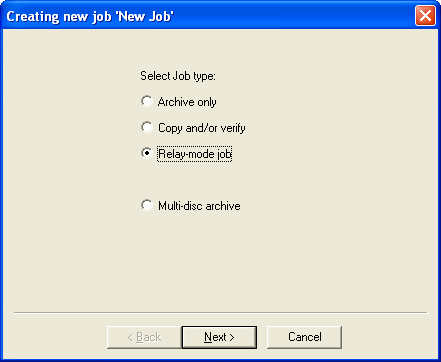 Creating new job 'New Job'
Select Job type:
Archive only
Copy and/or verify
Relay-mode job
Multi-disc archive
< Back Next > Cancel